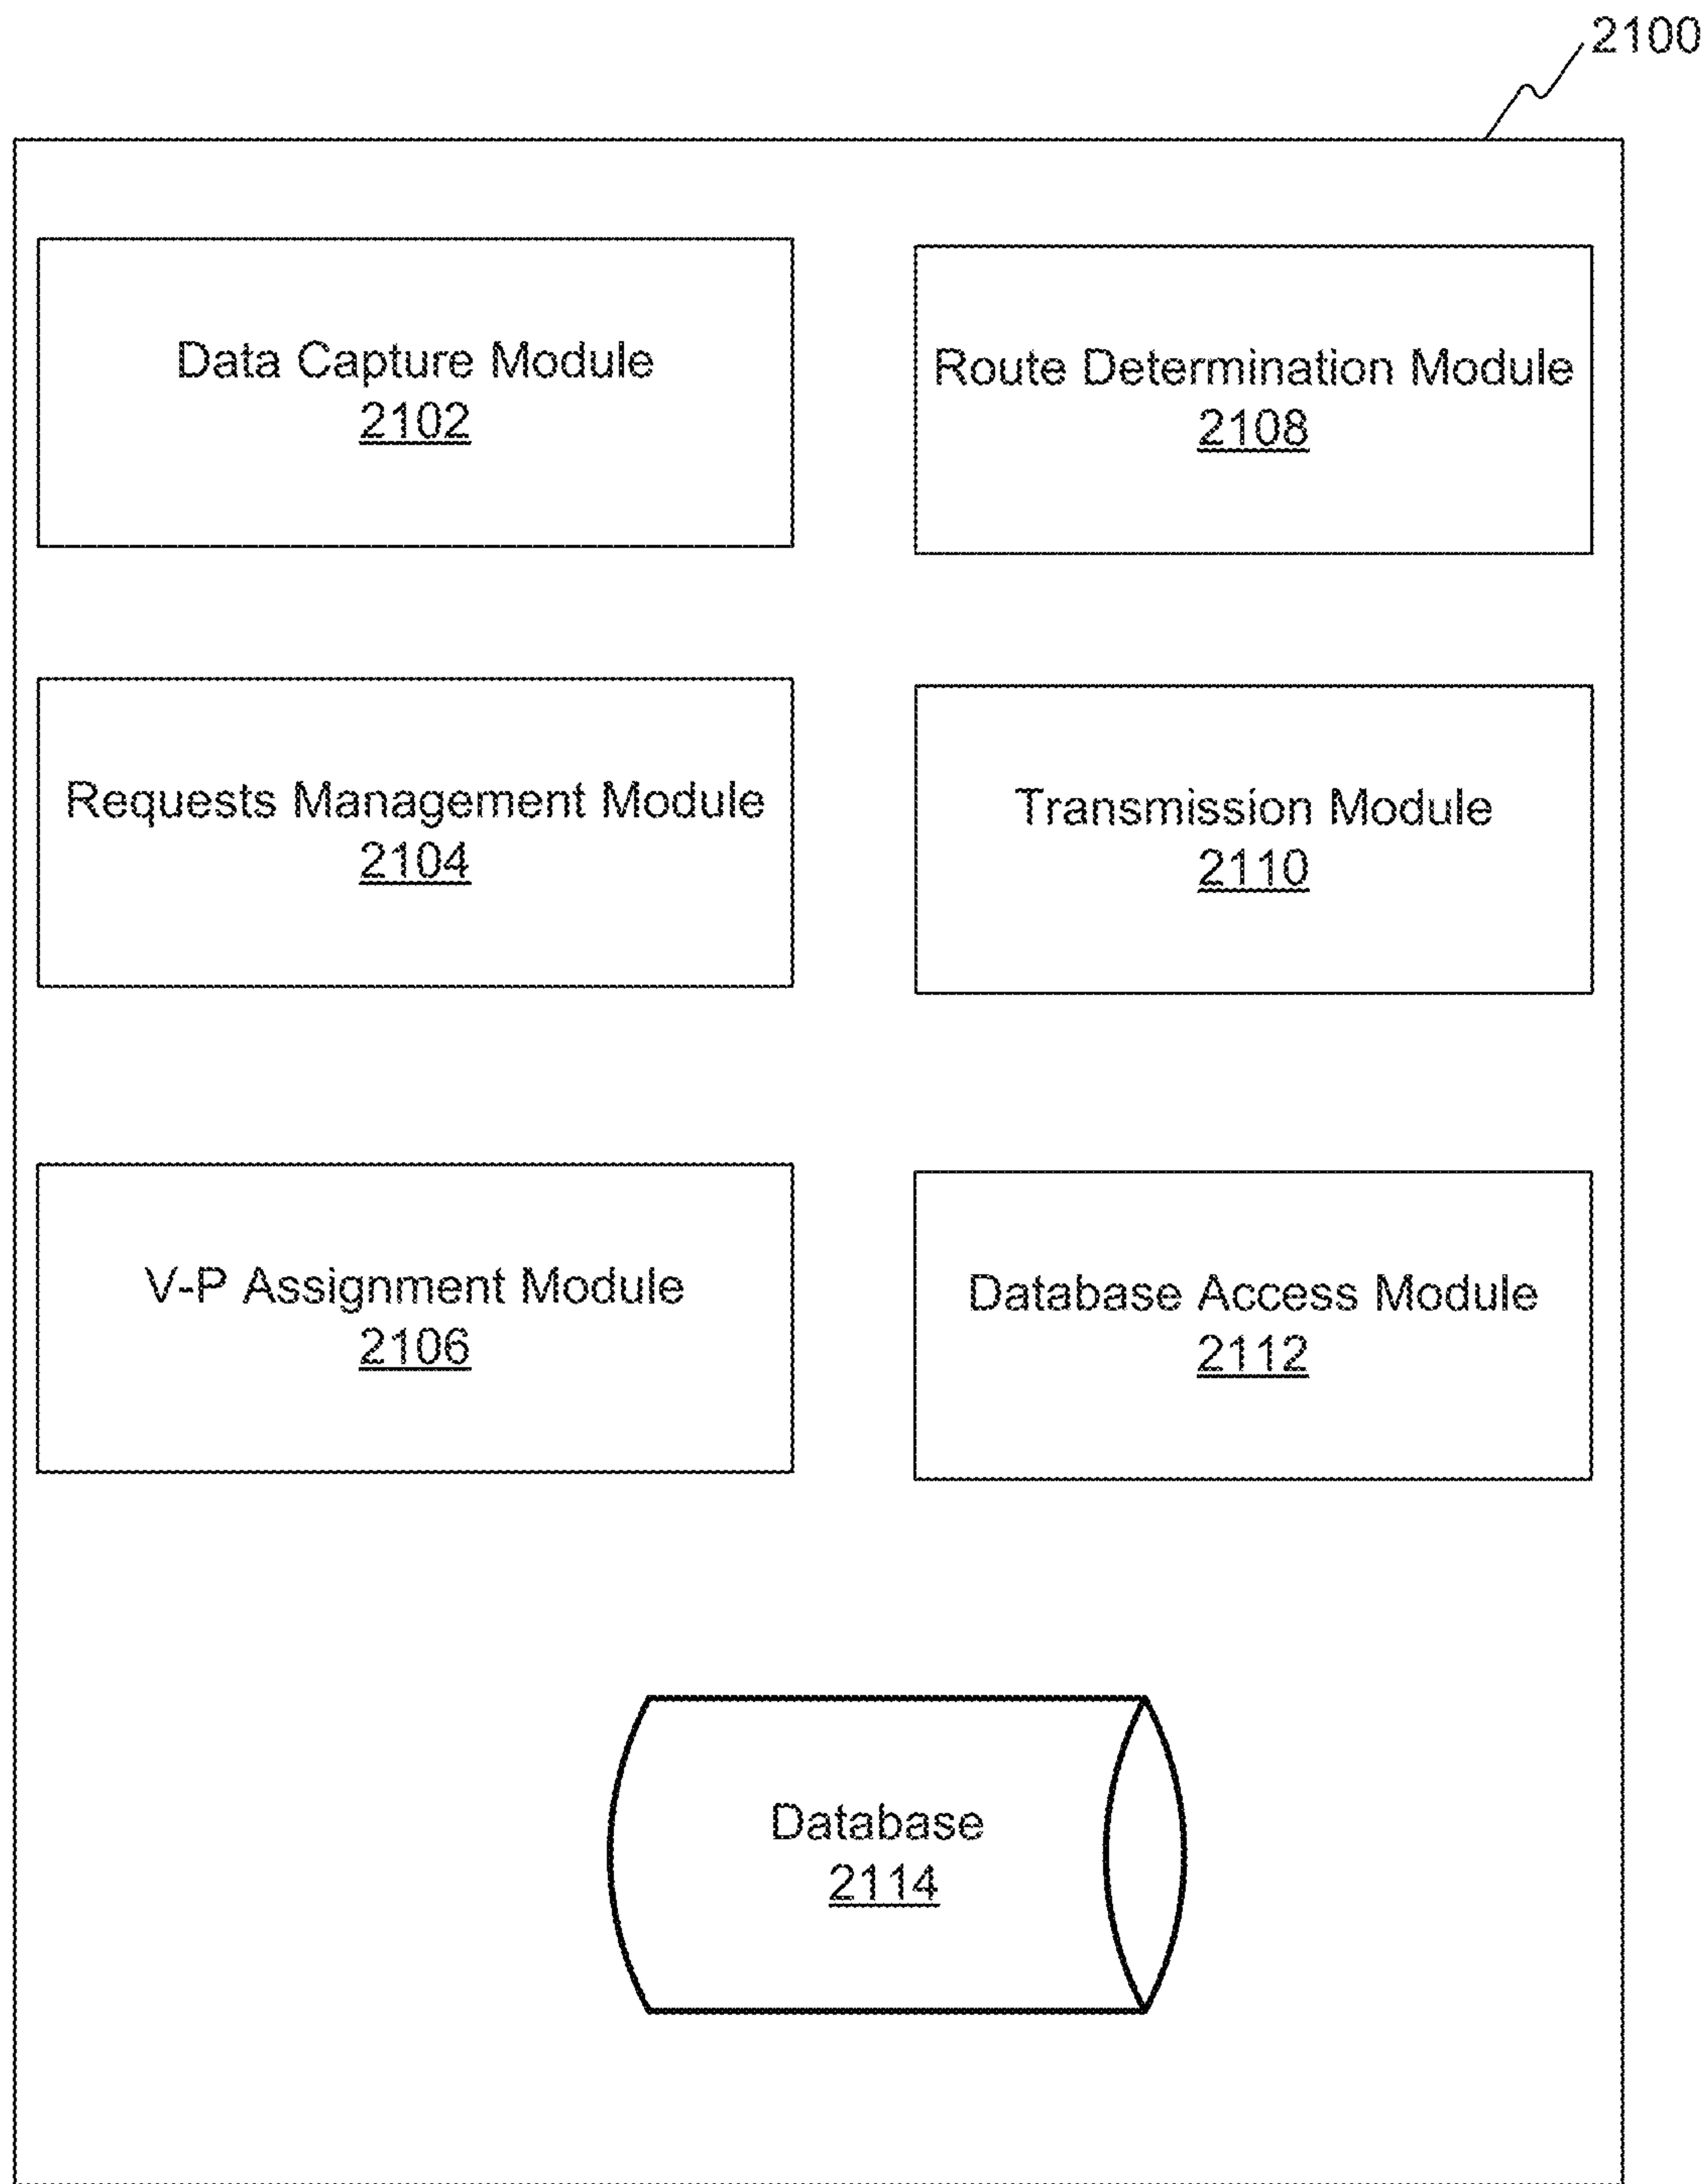 2100
Data Capture Module
2102
Route Determination Module
2108
Requests Management Module
2104
Transmission Module
2110
V-P Assignment Module
2106
Database Access Module
2112
Database
2114